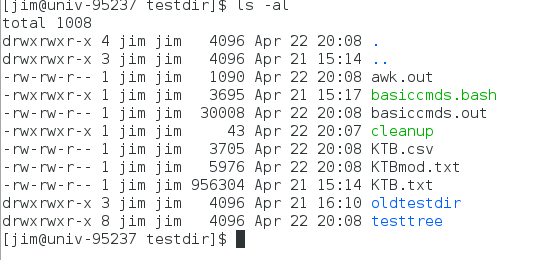 [jim@univ-95237 testdir]$ ls -al
total 1008
drwxrwxr-x 4 jim jim   4096 Apr 22 20:08 .
drwxrwxr-x 3 jim jim   4096 Apr 21 15:14 ..
-rw-rw-r-- 1 jim jim   1090 Apr 22 20:08 awk.out
-rwxrwxr-x 1 jim jim   3695 Apr 21 15:17 basiccmds.bash
-rw-rw-r-- 1 jim jim  30008 Apr 22 20:08 basiccmds.out
-rwxrwxr-x 1 jim jim     43 Apr 22 20:07 cleanup
-rw-rw-r-- 1 jim jim   3705 Apr 22 20:08 KTB.csv
-rw-rw-r-- 1 jim jim   5976 Apr 22 20:08 KTBmod.txt
-rw-rw-r-- 1 jim jim 956304 Apr 21 15:14 KTB.txt
drwxrwxr-x 3 jim jim   4096 Apr 21 16:10 oldtestdir
drwxrwxr-x 8 jim jim   4096 Apr 22 20:08 testtree
[jim@univ-95237 testdir]$